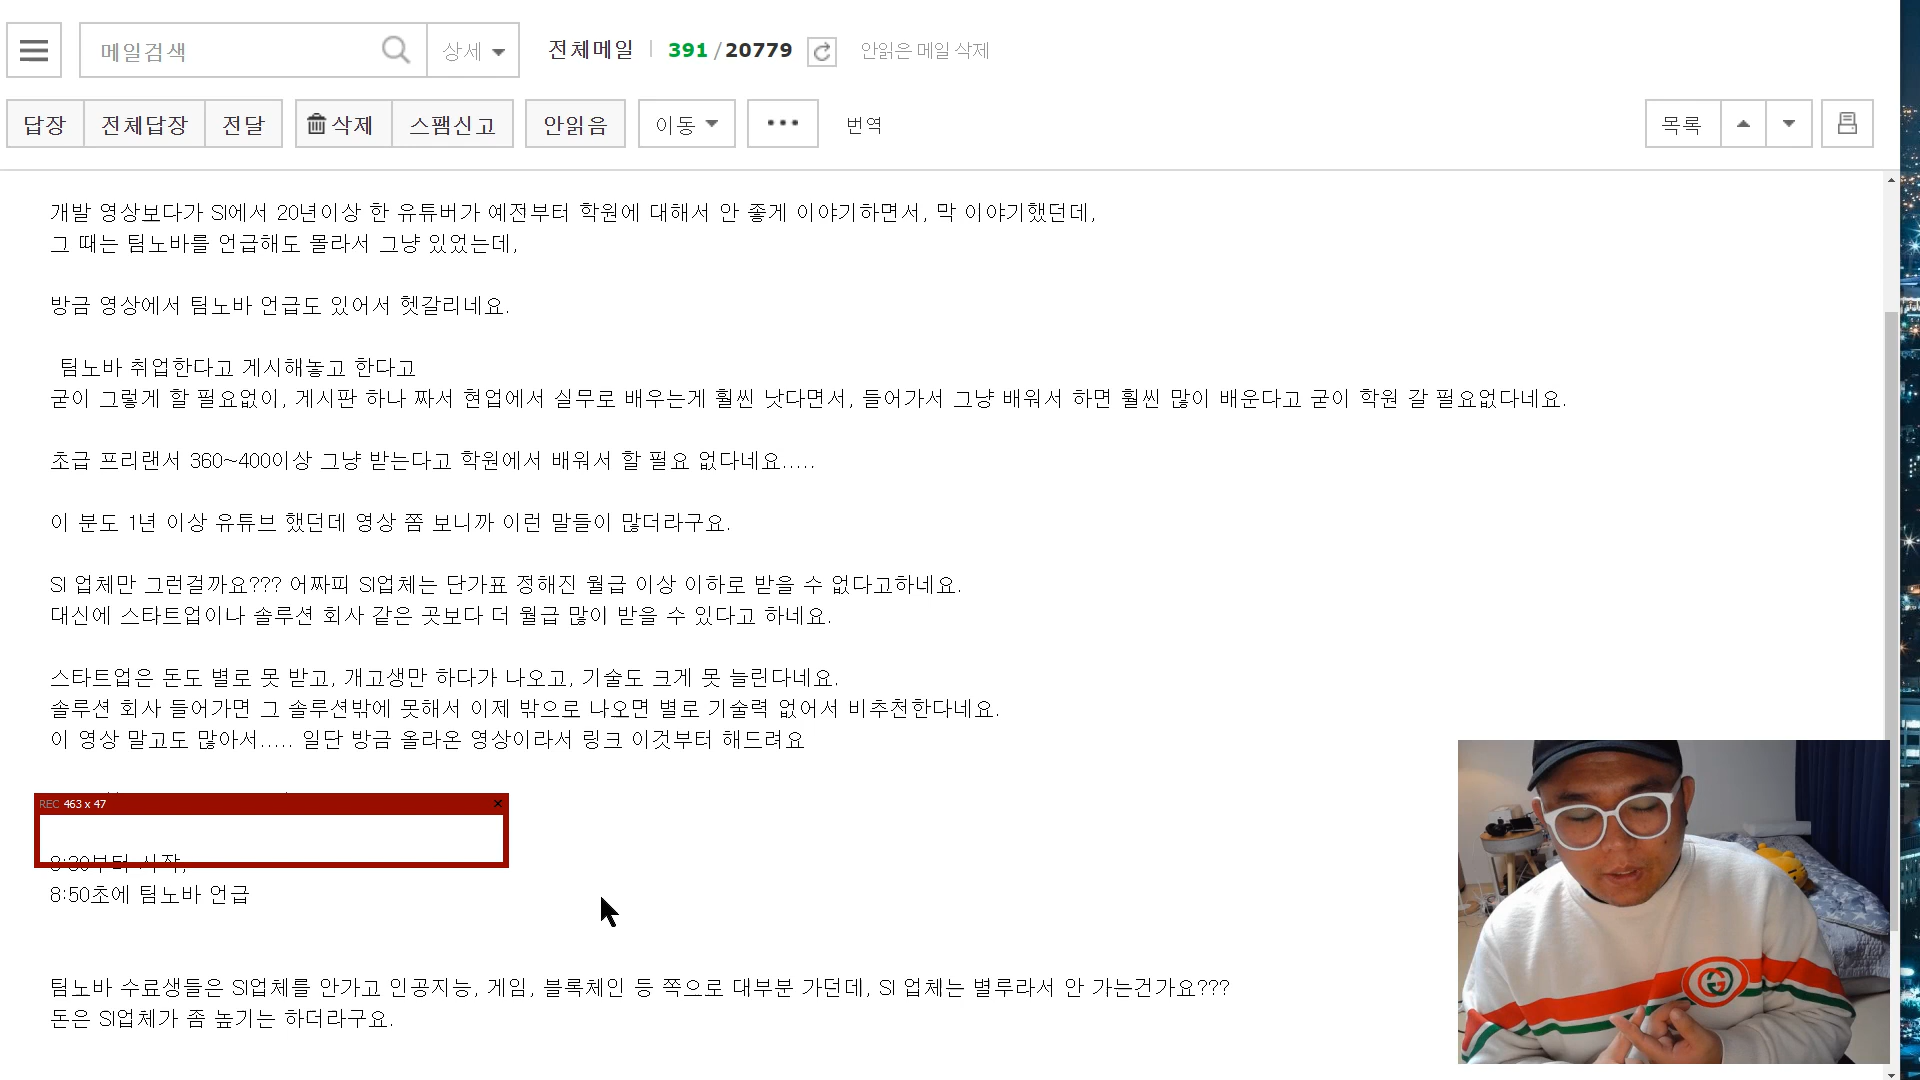 메일검색
상세
전체메일
391 / 20779
안읽은 메일 삭제
답장
전체답장
전달
삭제
스팸신고
안읽음
이동
번역
목록
개발 영상보다가 SI에서 20년이상 한 유튜버가 예전부터 학원에 대해서 안 좋게 이야기하면서, 막 이야기했던데,
그 때는 팀노바를 언급해도 몰라서 그냥 있었는데,
방금 영상에서 팀노바 언급도 있어서 헷갈리네요.
팀노바 취업한다고 게시해놓고 한다고
굳이 그렇게 할 필요없이, 게시판 하나 짜서 현업에서 실무로 배우는게 훨씬 낫다면서, 들어가서 그냥 배워서 하면 훨씬 많이 배운다고 굳이 학원 갈 필요없다네요.
초급 프리랜서 360~400이상 그냥 받는다고 학원에서 배워서 할 필요 없다네요.....
이 분도 1년 이상 유튜브 했던데 영상 쫌 보니까 이런 말들이 많더라구요.
SI 업체만 그런걸까요??? 어짜피 SI업체는 단가표 정해진 월급 이상 이하로 받을 수 없다고하네요.
대신에 스타트업이나 솔루션 회사 같은 곳보다 더 월급 많이 받을 수 있다고 하네요.
스타트업은 돈도 별로 못 받고, 개고생만 하다가 나오고, 기술도 크게 못 늘린다네요.
솔루션 회사 들어가면 그 솔루션밖에 못해서 이제 밖으로 나오면 별로 기술력 없어서 비추천한다네요.
이 영상 말고도 많아서..... 일단 방금 올라온 영상이라서 링크 이것부터 해드려요
REC 463 x 47
8:30부터 시작,
8:50초에 팀노바 언급
팀노바 수료생들은 SI업체를 안가고 인공지능, 게임, 블록체인 등 쪽으로 대부분 가던데, SI 업체는 별루라서 안 가는건가요???
돈은 SI업체가 좀 높기는 하더라구요.